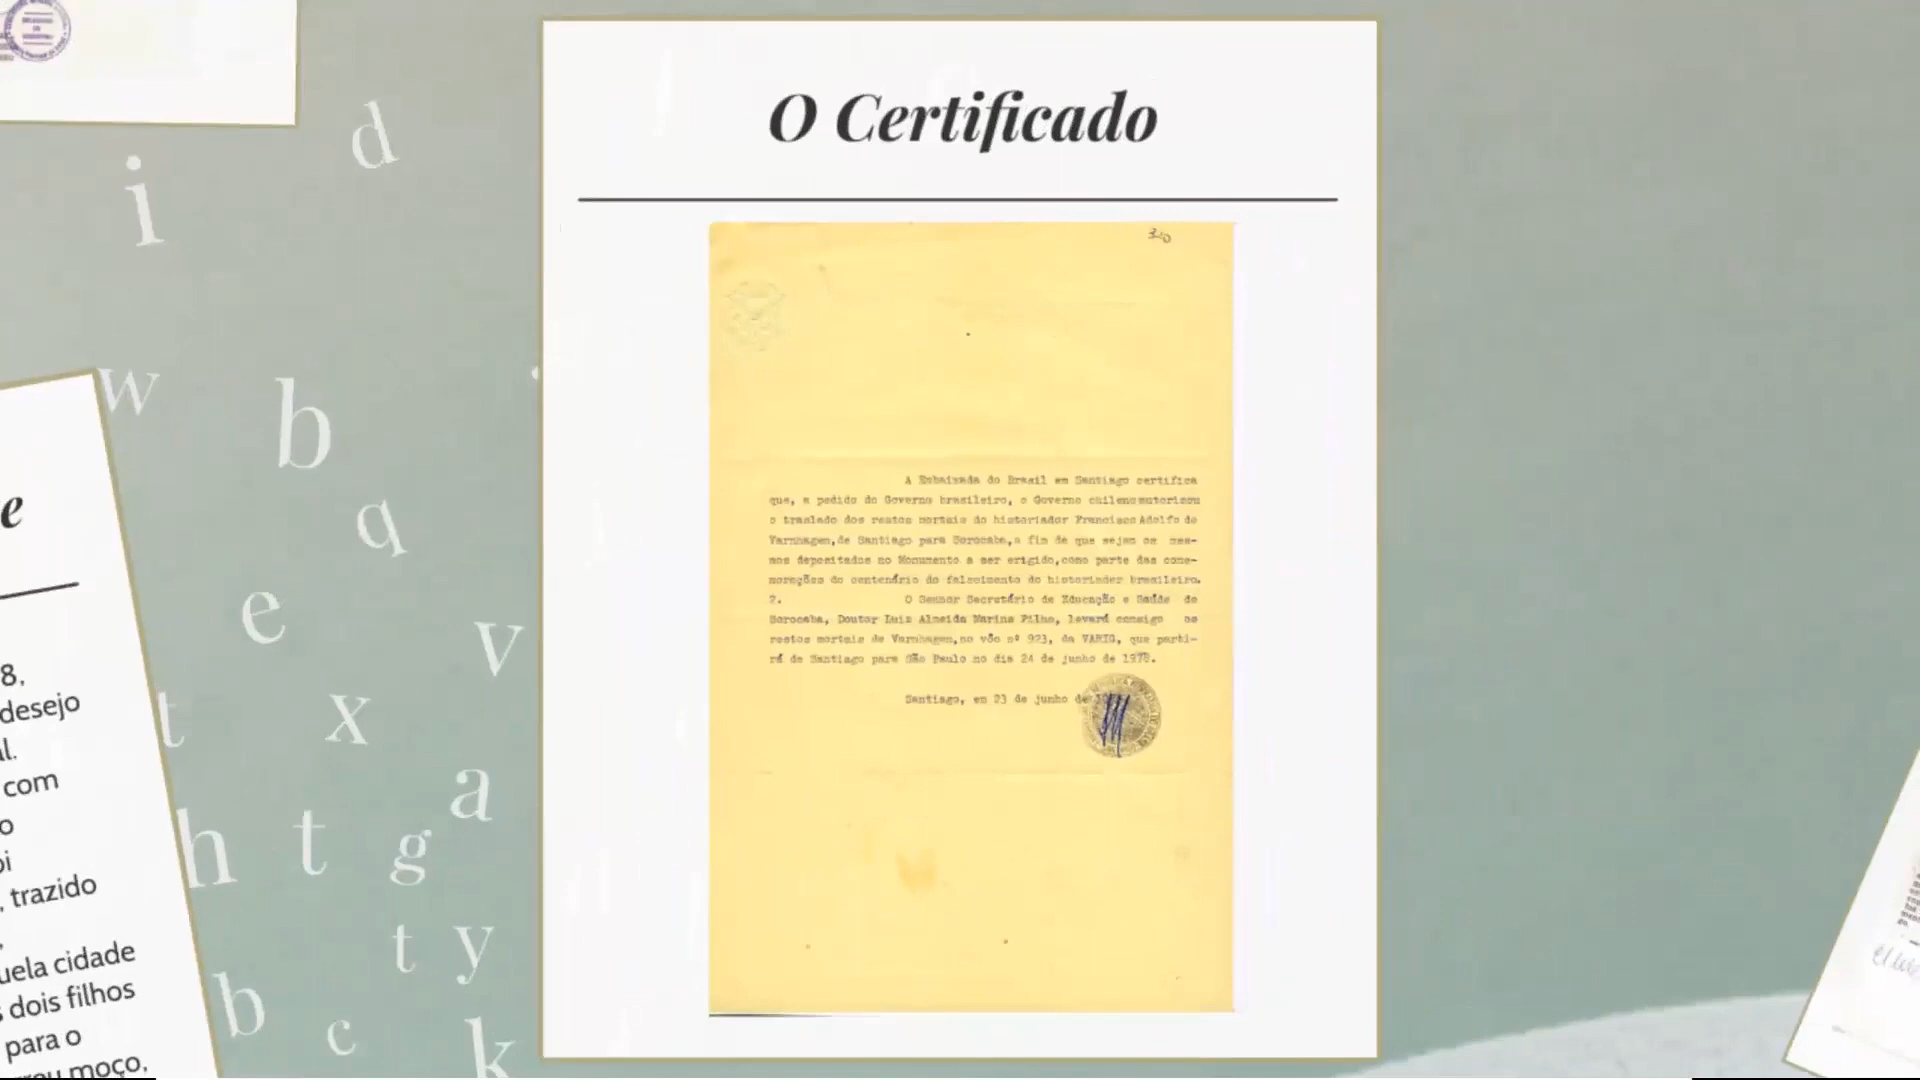 O Certificado
320
A Embaixada do Brasil em Santiago certifica
que, a pedido do Governo brasileiro, o Governo chileno autorizou
o traslado dos restos mortais do historiador Francisco Adolfo de
Varnhagen, de Santiago para Sorocaba, a fim de que sejam os mes-
mos depositados no Monumento a ser erigido, como parte das come-
morações do centenário do falecimento do historiador brasileiro.
2. O Senhor Secretário de Educação e Saúde de
Sorocaba, Doutor Luiz Almeida Marins Filho, levará consigo os
restos mortais de Varnhagen, no vôo nº 923, da VARIG, que parti-
rá de Santiago para São Paulo no dia 24 de junho de 1978.
Santiago, em 23 de junho de
e
8,
desejo
l.
com
o
oi
, trazido
uela cidade
s dois filhos
para o
moço,
d
i
w
b
q
e
v
t
x
a
h
t
g
t
y
b
c
k